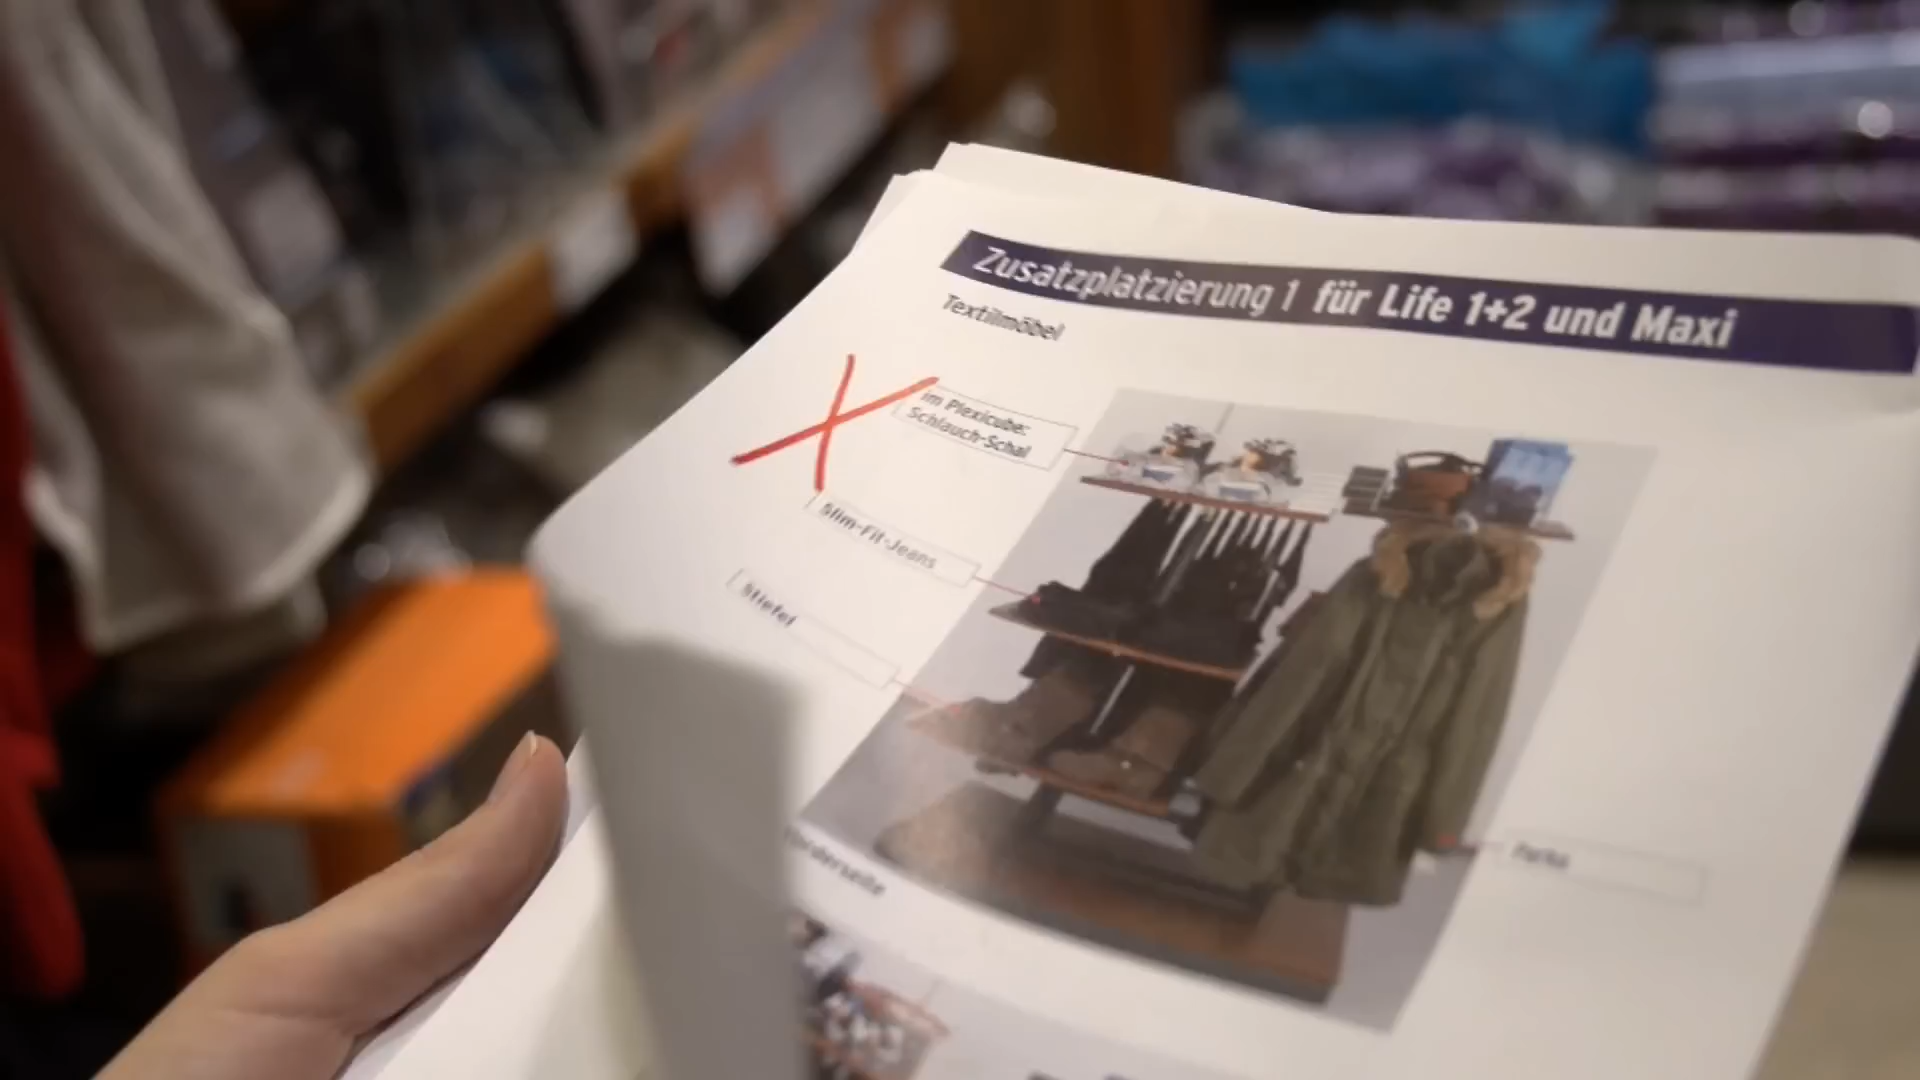 Zusatzplatzierung 1 für Life 1+2 und Maxi
Textilmöbel
im Plexicube:
Schlauch-Schal
Slim-Fit-Jeans
Stiefel
Parka